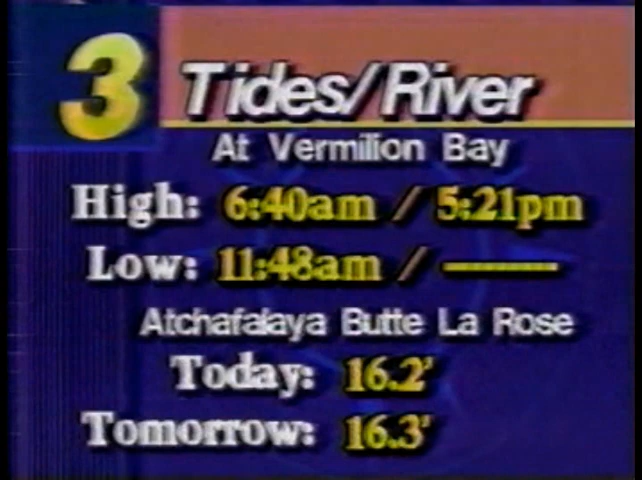 3 Tides/River
At Vermilion Bay
High: 6:40am / 5:21pm
Low: 11:48am / -------
Atchafalaya Butte La Rose
Today: 16.2'
Tomorrow: 16.3'